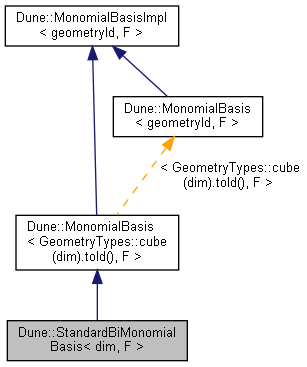 Dune::MonomialBasisImpl
< geometryId, F >
Dune::MonomialBasis
< geometryId, F >
< GeometryTypes::cube
(dim).toId(), F >
Dune::MonomialBasis
< GeometryTypes::cube
(dim).toId(), F >
Dune::StandardBiMonomial
Basis< dim, F >